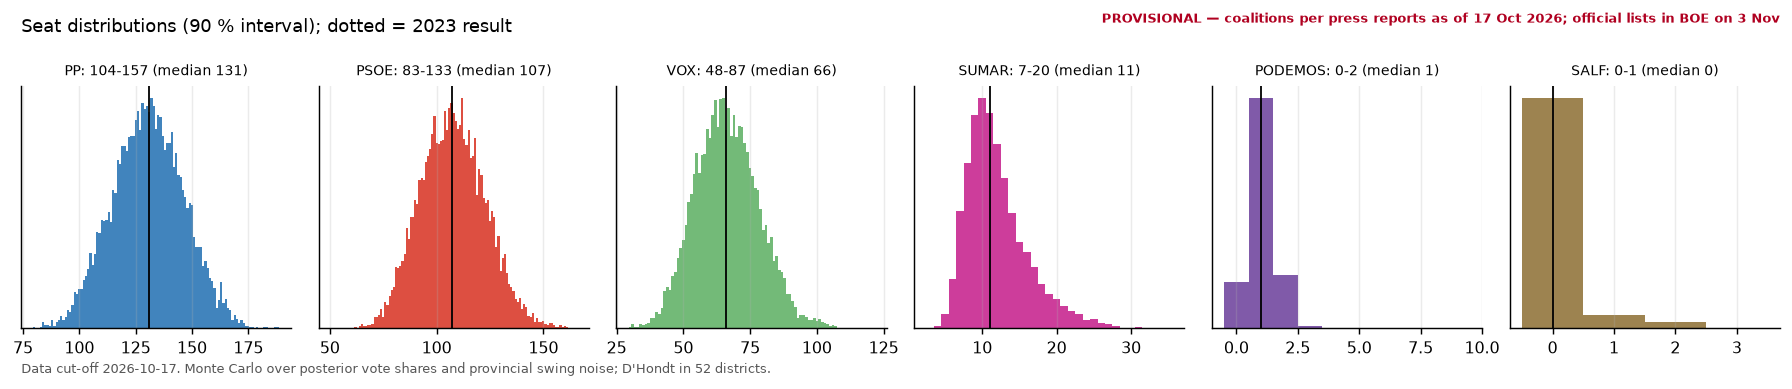 Seat distributions (90 % interval); dotted = 2023 result
PROVISIONAL — coalitions per press reports as of 17 Oct 2026; official lists in BOE on 3 Nov
PP: 104-157 (median 131)
PSOE: 83-133 (median 107)
VOX: 48-87 (median 66)
SUMAR: 7-20 (median 11)
PODEMOS: 0-2 (median 1)
SALF: 0-1 (median 0)
75 100 125 150 175
50 100 150
25 50 75 100 125
10 20 30
0.0 2.5 5.0 7.5 10.0
0 1 2 3
Data cut-off 2026-10-17. Monte Carlo over posterior vote shares and provincial swing noise; D'Hondt in 52 districts.